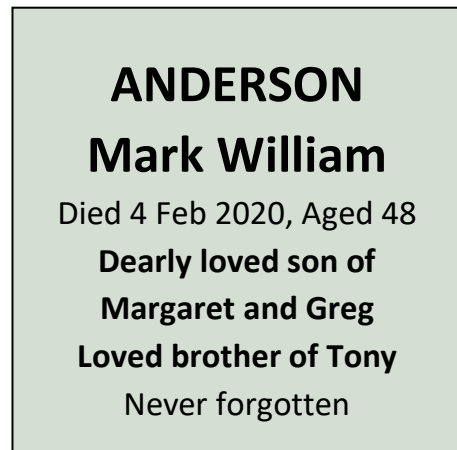 ANDERSON
Mark William
Died 4 Feb 2020, Aged 48
Dearly loved son of
Margaret and Greg
Loved brother of Tony
Never forgotten